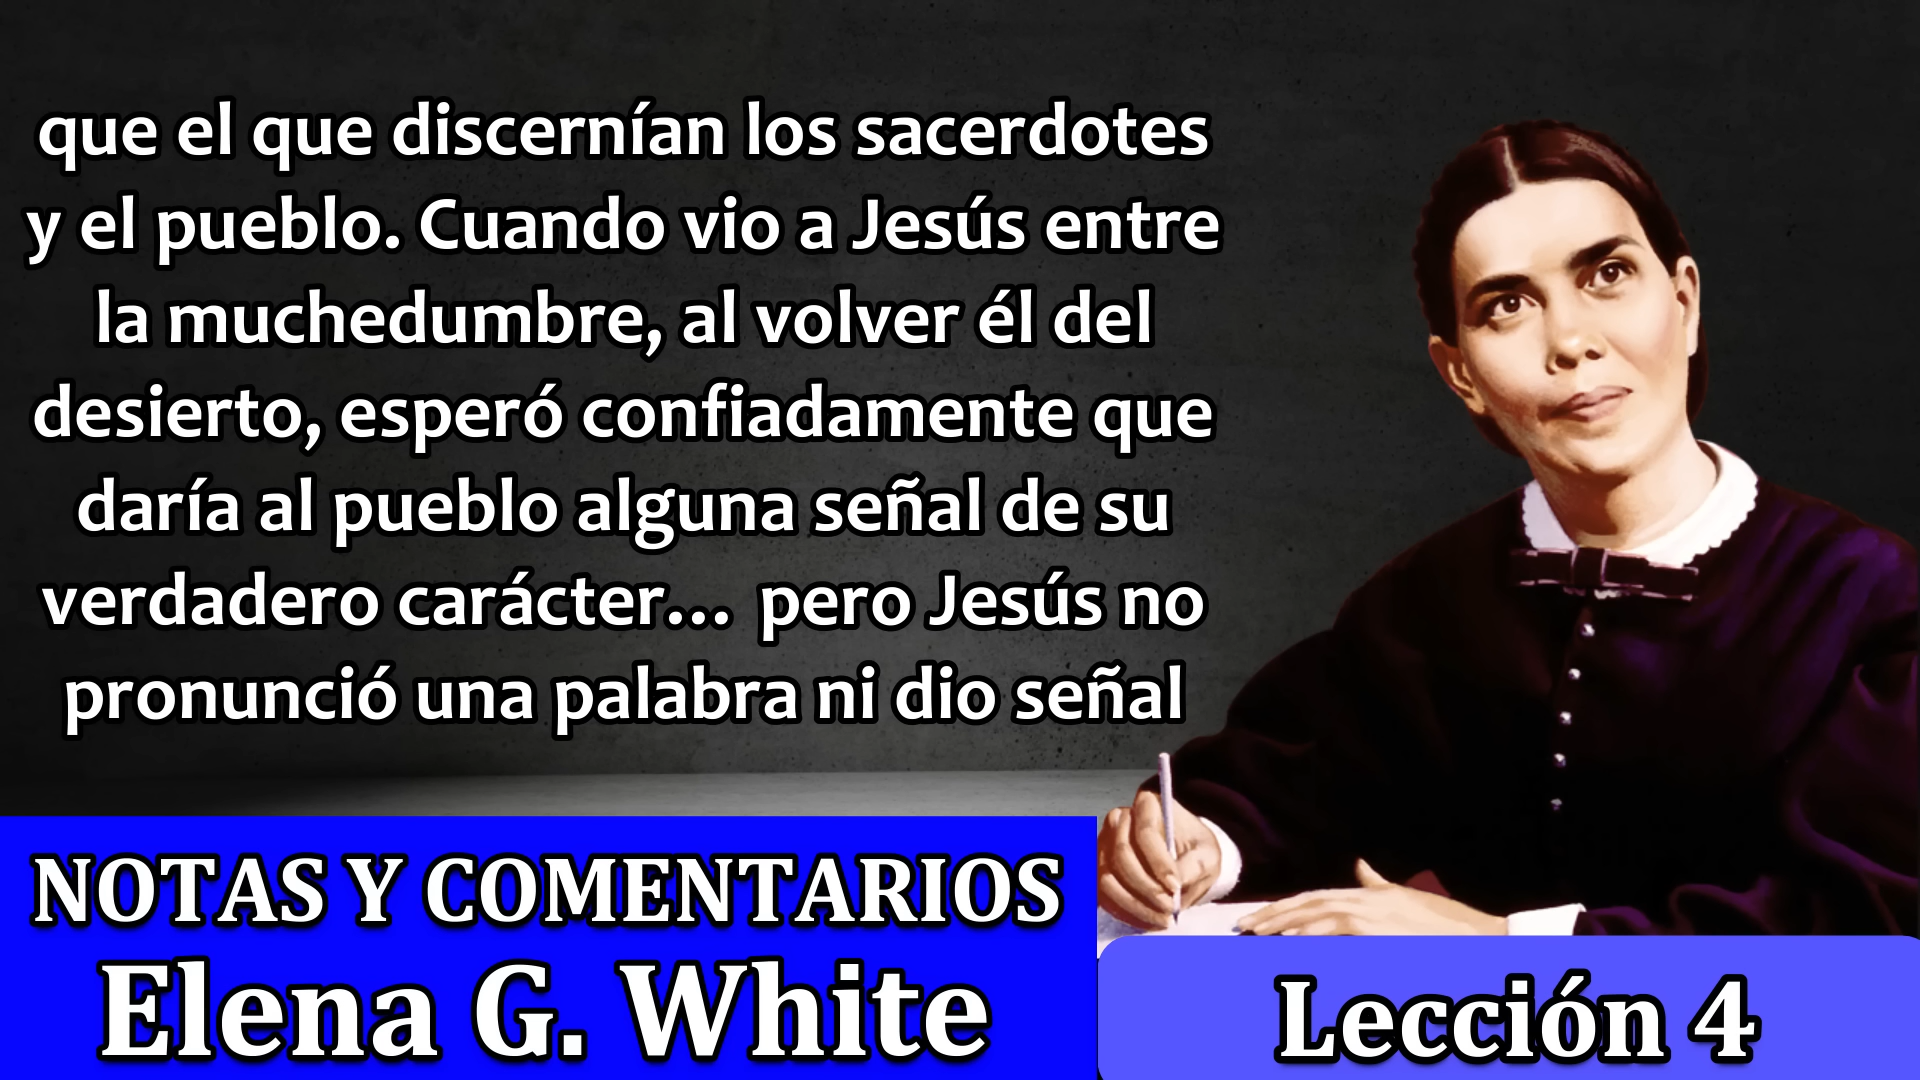 que el que discernían los sacerdotes
y el pueblo. Cuando vio a Jesús entre
la muchedumbre, al volver él del
desierto, esperó confiadamente que
daría al pueblo alguna señal de su
verdadero carácter... pero Jesús no
pronunció una palabra ni dio señal
NOTAS Y COMENTARIOS
Elena G. White
Lección 4